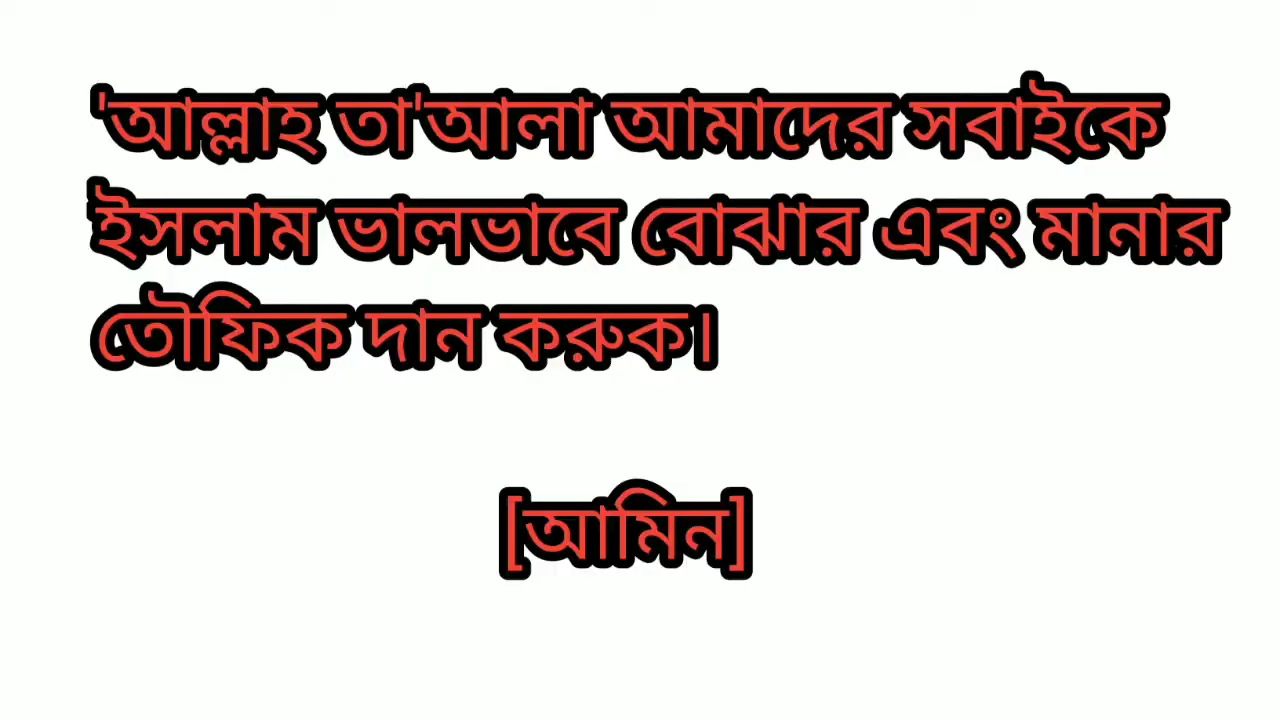 'আল্লাহ তা'আলা আমাদের সবাইকে
ইসলাম ভালভাবে বোঝার এবং মানার
তৌফিক দান করুক।
[আমিন]